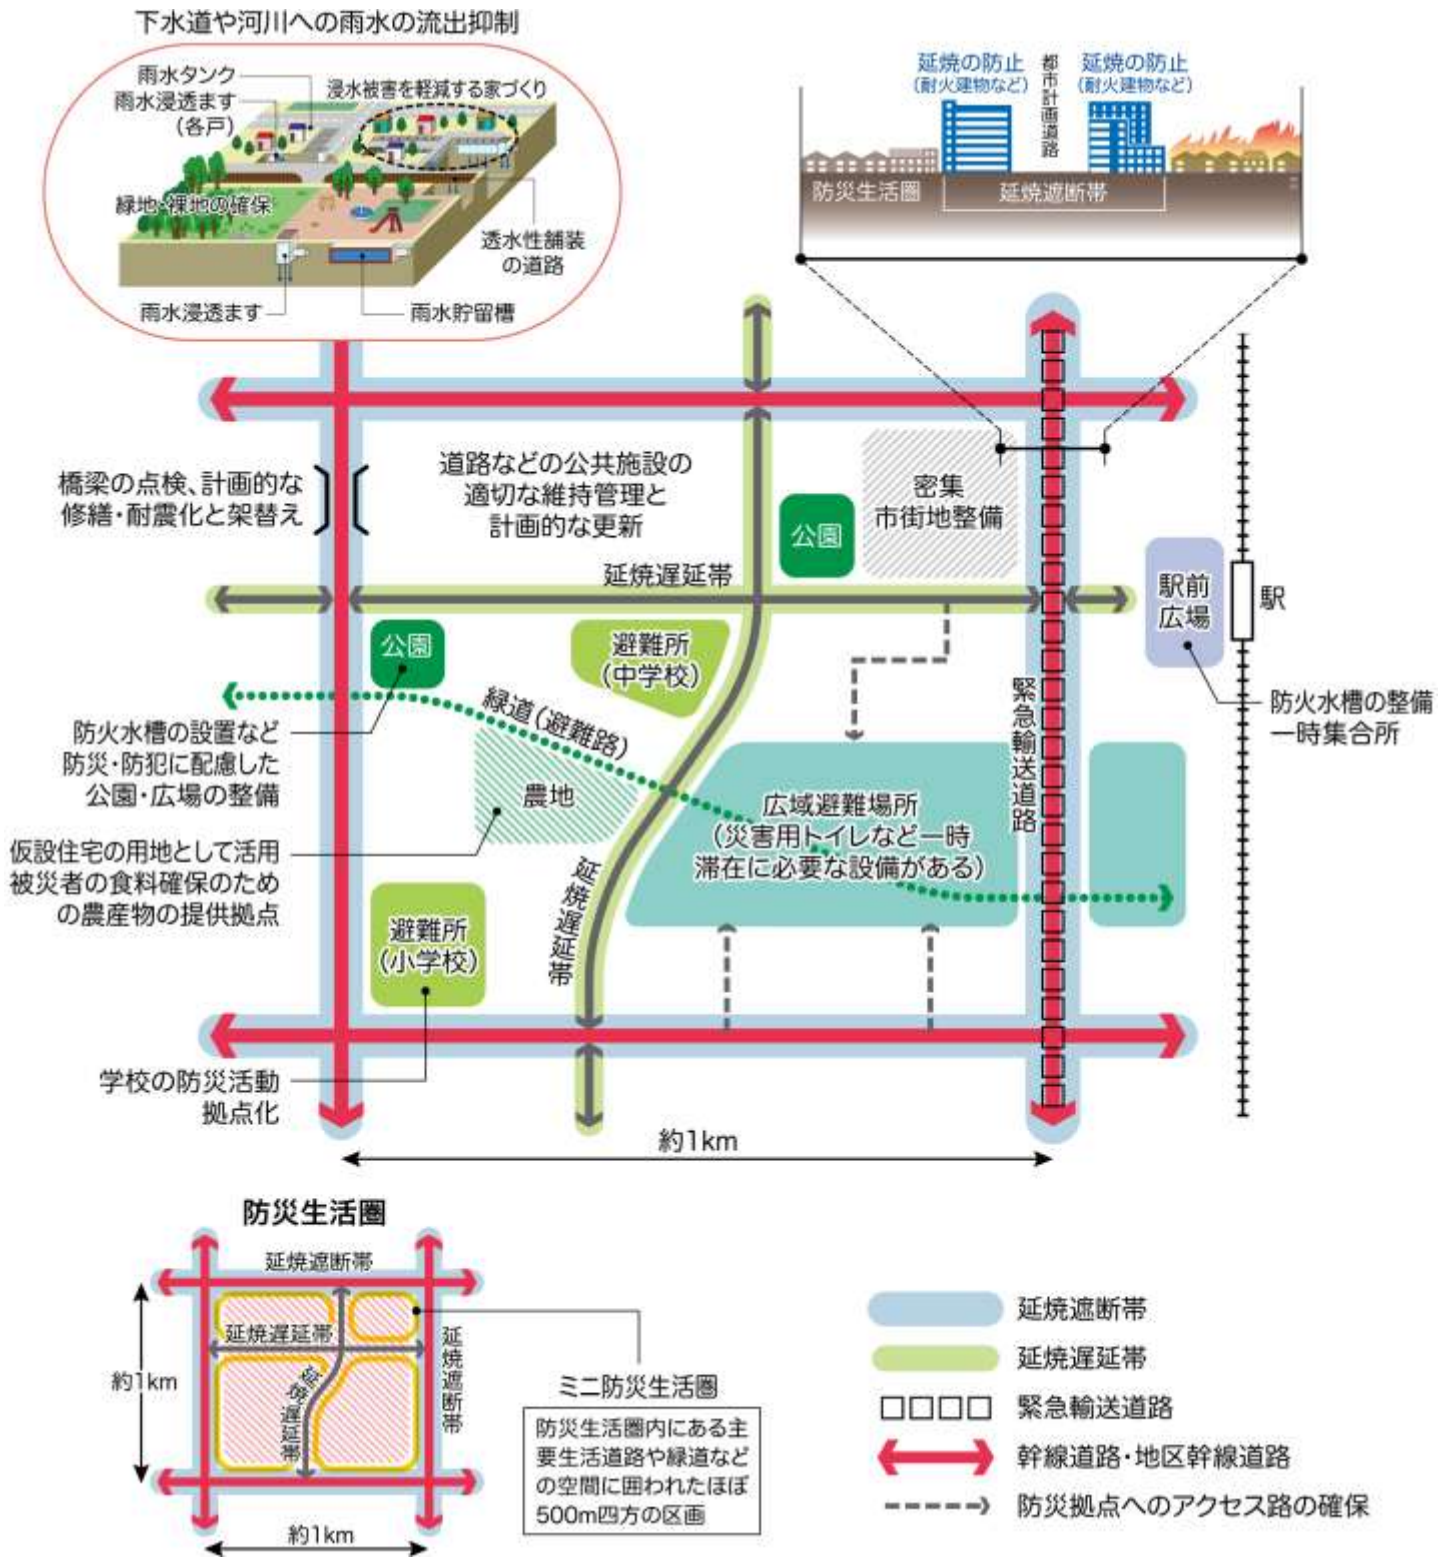 下水道や河川への雨水の流出抑制
雨水タンク
雨水浸透ます
(各戸)
浸水被害を軽減する家づくり
緑地・裸地の確保
透水性舗装
の道路
雨水浸透ます
雨水貯留槽
延焼の防止
(耐火建物など)
都市計画道路
延焼の防止
(耐火建物など)
防災生活圏
延焼遮断帯
橋梁の点検、計画的な
修繕・耐震化と架替え
道路などの公共施設の
適切な維持管理と
計画的な更新
公園
密集
市街地整備
延焼遅延帯
駅前
広場
駅
公園
避難所
(中学校)
緑道(避難路)
緊急輸送道路
防火水槽の整備
一時集合所
防火水槽の設置など
防災・防犯に配慮した
公園・広場の整備
農地
広域避難場所
(災害用トイレなど一時
滞在に必要な設備がある)
仮設住宅の用地として活用
被災者の食料確保のため
の農産物の提供拠点
延焼遅延帯
避難所
(小学校)
学校の防災活動
拠点化
約1km
防災生活圏
延焼遮断帯
延焼遅延帯
延焼遮断帯
延焼遅延帯
約1km
約1km
ミニ防災生活圏
防災生活圏内にある主
要生活道路や緑道など
の空間に囲われたほぼ
500m四方の区画
延焼遮断帯
延焼遅延帯
緊急輸送道路
幹線道路・地区幹線道路
防災拠点へのアクセス路の確保